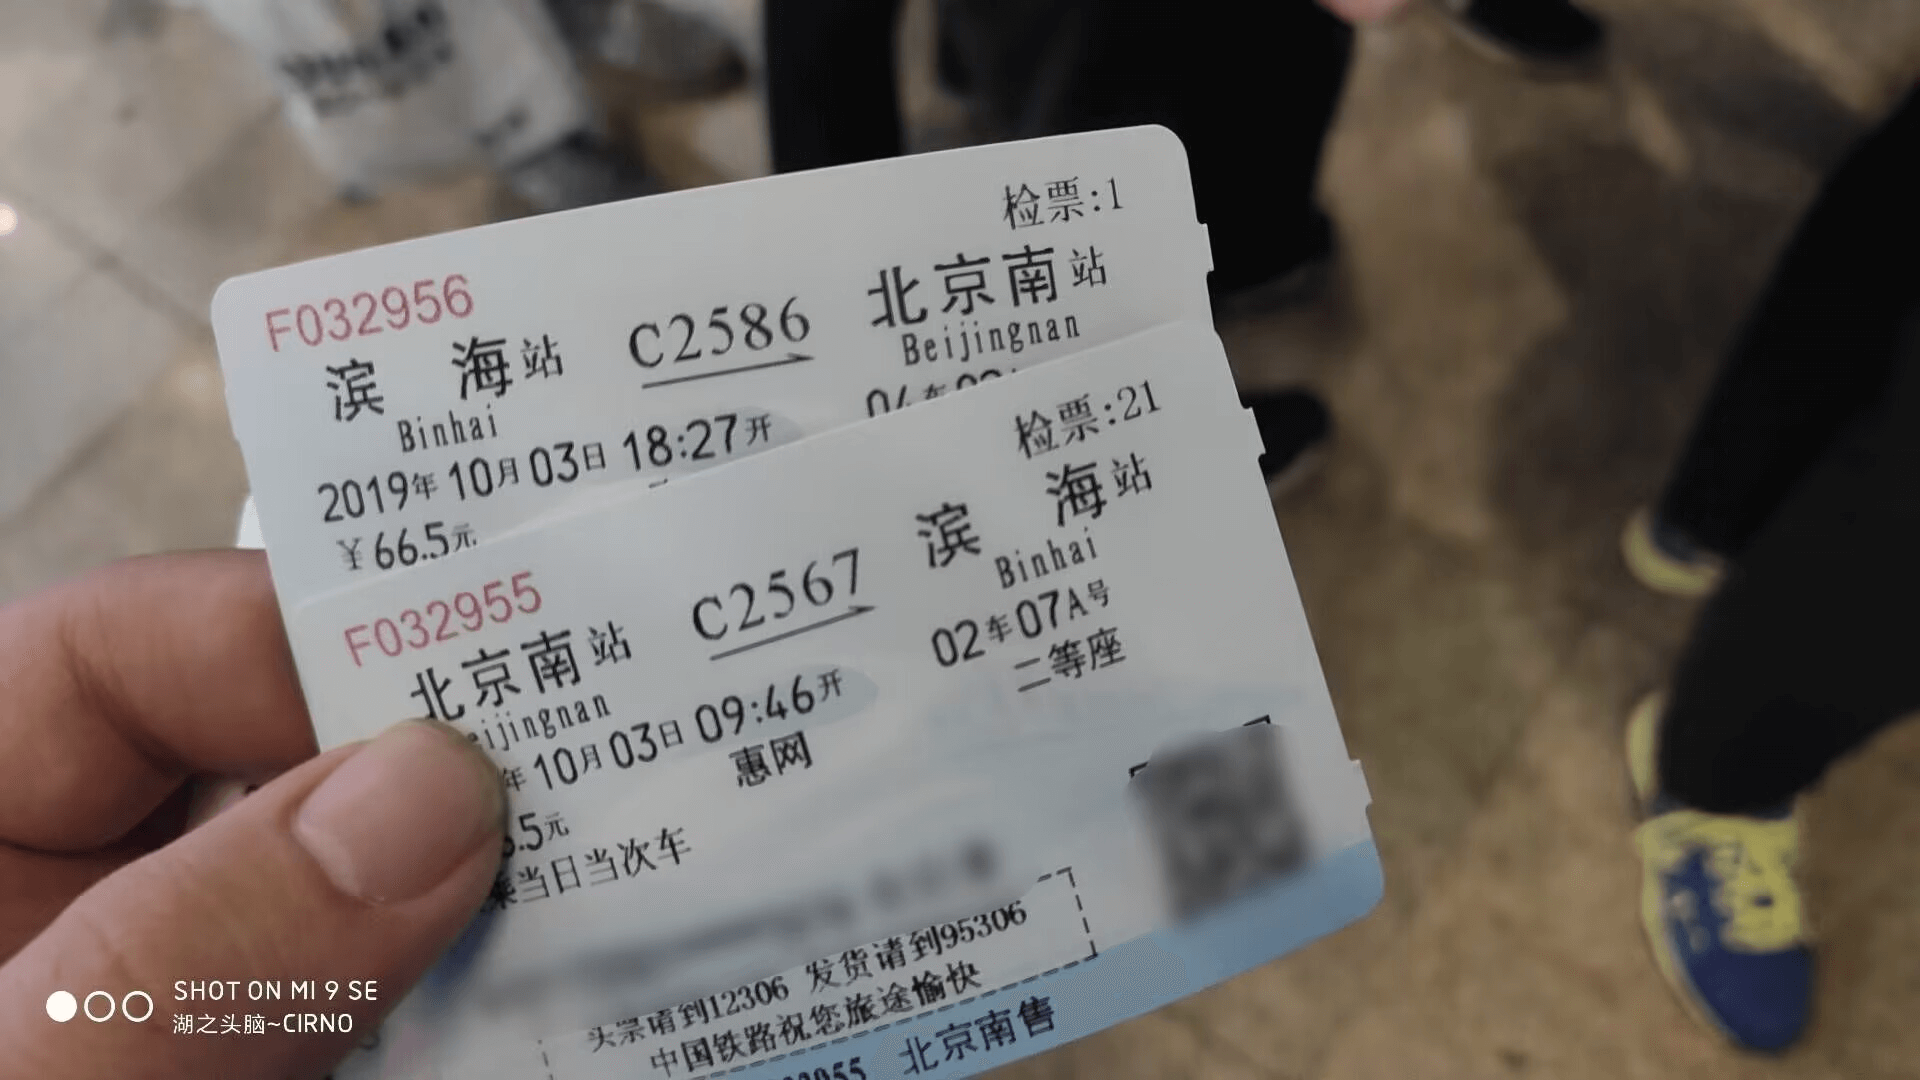 检票:1
F032956
滨 海站 C2586 北京南站
Binhai Beijingnan
2019年10月03日 18:27开
¥66.5元
检票:21
F032955
北京南站 C2567 滨 海站
eijingnan Binhai
年10月03日 09:46开 02车07A号
惠网 二等座
.5元
乘当日当次车
买票请到12306 发货请到95306
中国铁路祝您旅途愉快
北京南售
SHOT ON MI 9 SE
湖之头脑~CIRNO